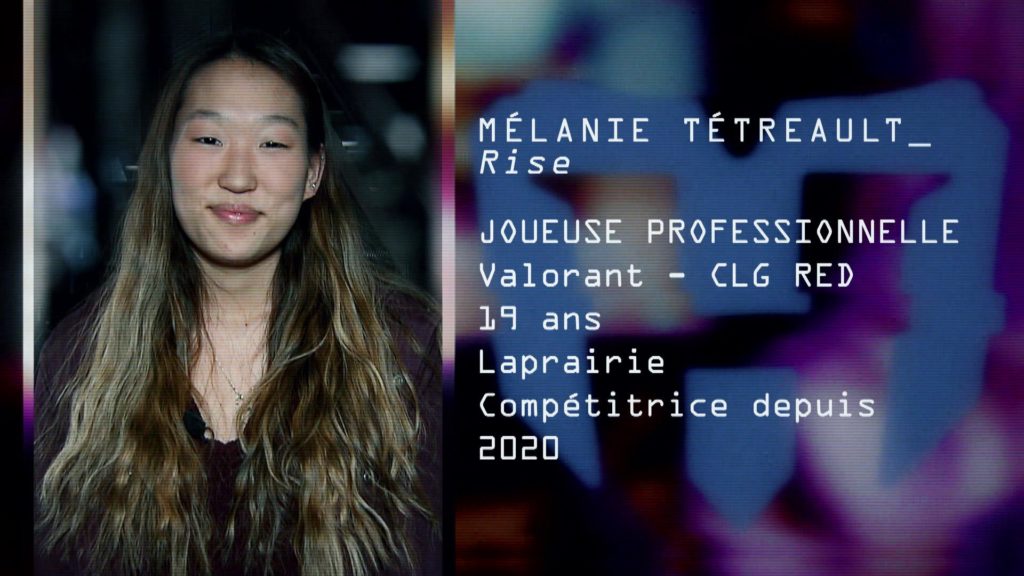 MÉLANIE TÉTREAULT_
Rise
JOUEUSE PROFESSIONNELLE
Valorant - CLG RED
19 ans
Laprairie
Compétitrice depuis
2020